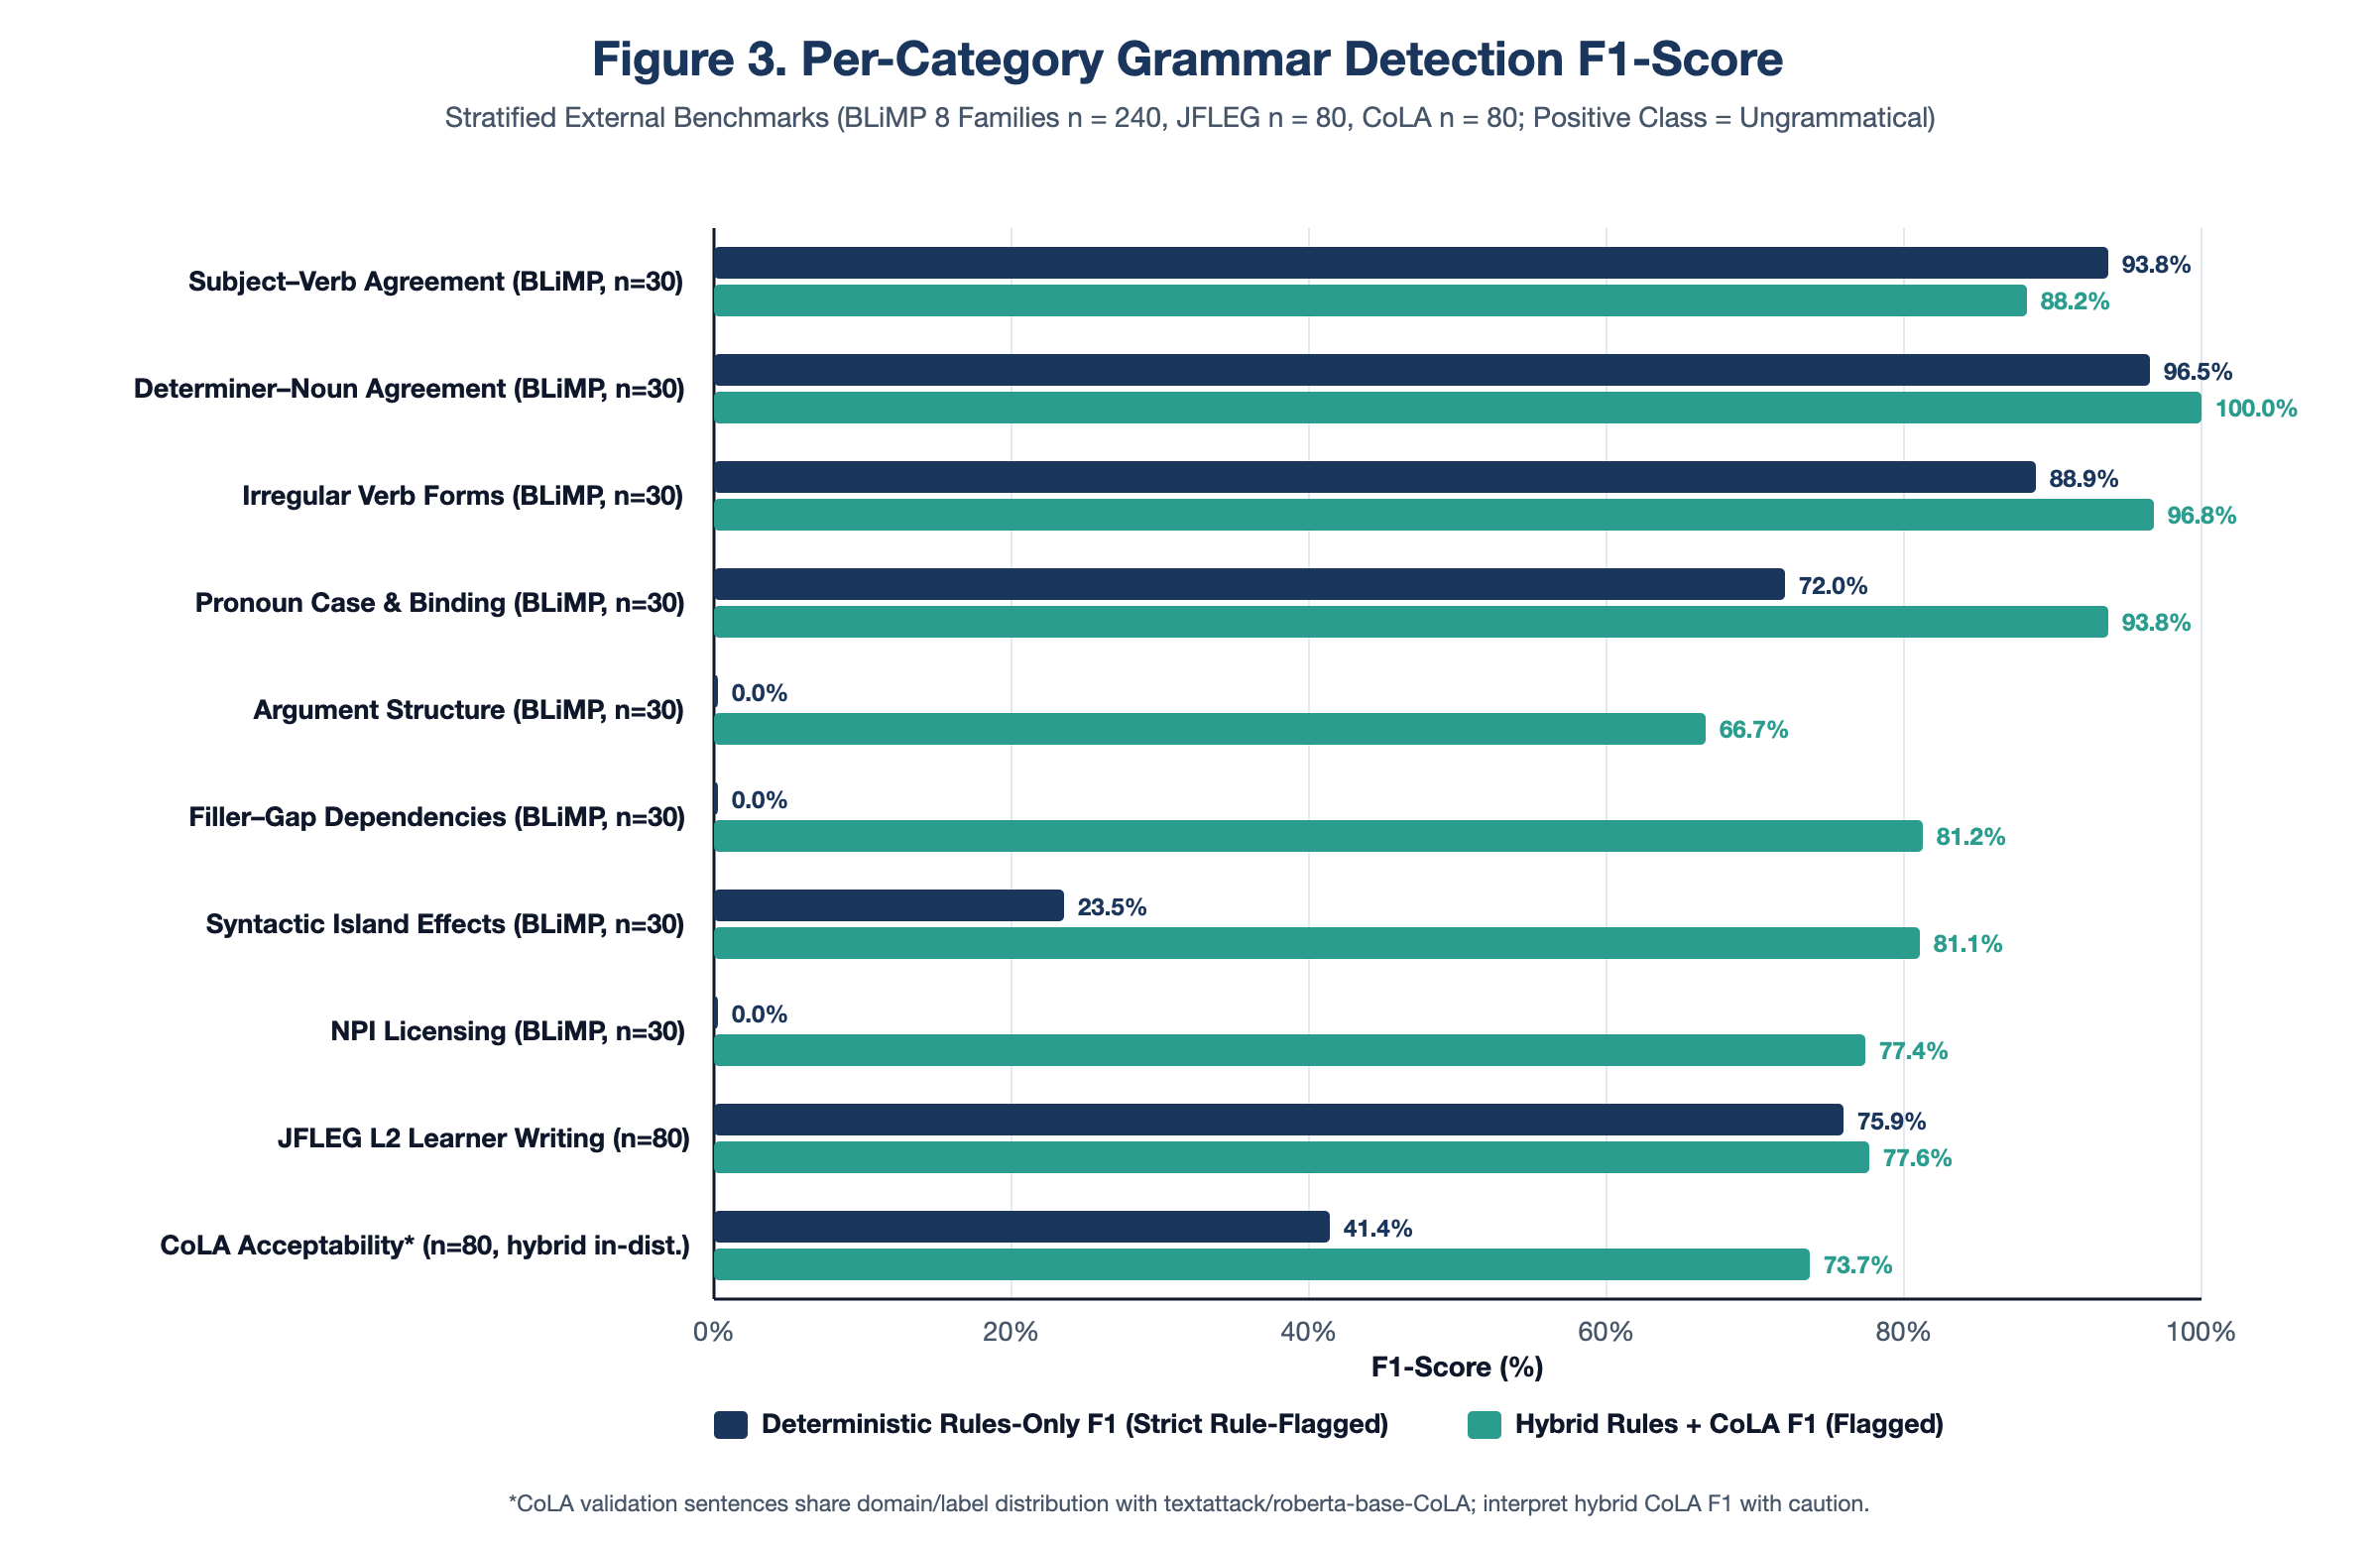 Figure 3. Per-Category Grammar Detection F1-Score
Stratified External Benchmarks (BLiMP 8 Families n = 240, JFLEG n = 80, CoLA n = 80; Positive Class = Ungrammatical)
Subject–Verb Agreement (BLiMP, n=30)
93.8%
88.2%
Determiner–Noun Agreement (BLiMP, n=30)
96.5%
100.0%
Irregular Verb Forms (BLiMP, n=30)
88.9%
96.8%
Pronoun Case & Binding (BLiMP, n=30)
72.0%
93.8%
Argument Structure (BLiMP, n=30)
0.0%
66.7%
Filler–Gap Dependencies (BLiMP, n=30)
0.0%
81.2%
Syntactic Island Effects (BLiMP, n=30)
23.5%
81.1%
NPI Licensing (BLiMP, n=30)
0.0%
77.4%
JFLEG L2 Learner Writing (n=80)
75.9%
77.6%
CoLA Acceptability* (n=80, hybrid in-dist.)
41.4%
73.7%
0% 20% 40% 60% 80% 100%
F1-Score (%)
Deterministic Rules-Only F1 (Strict Rule-Flagged) Hybrid Rules + CoLA F1 (Flagged)
*CoLA validation sentences share domain/label distribution with textattack/roberta-base-CoLA; interpret hybrid CoLA F1 with caution.